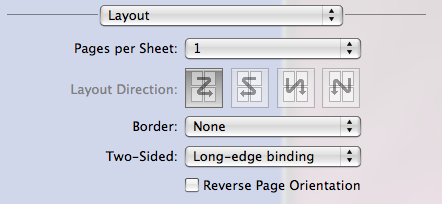 Layout
Pages per Sheet: 1
Layout Direction:
Border: None
Two-Sided: Long-edge binding
Reverse Page Orientation